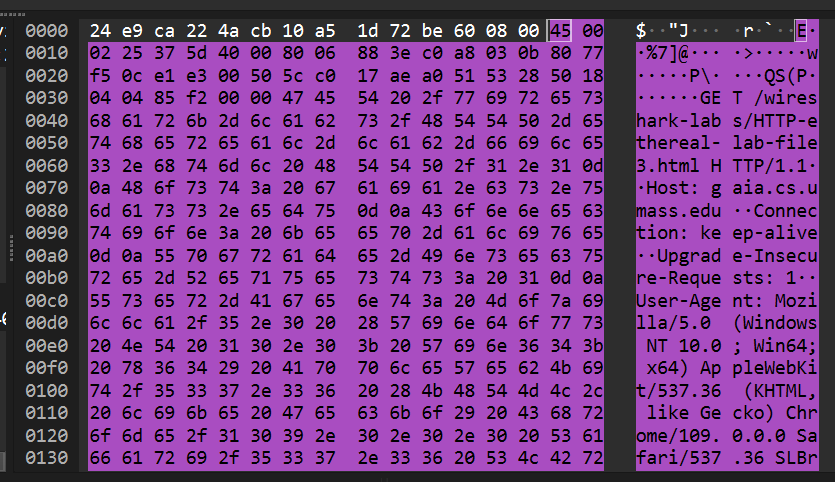 0000 24 e9 ca 22 4a cb 10 a5 1d 72 be 60 08 00 45 00 $··"J····r·`··E·
0010 02 25 37 5d 40 00 80 06 88 3e c0 a8 03 0b 80 77 ·%7]@····>·····w
0020 f5 0c e1 e3 00 50 5c c0 17 ae a0 51 53 28 50 18 ·····P\····QS(P·
0030 04 04 85 f2 00 00 47 45 54 20 2f 77 69 72 65 73 ······GET /wires
0040 68 61 72 6b 2d 6c 61 62 73 2f 48 54 54 50 2d 65 hark-labs/HTTP-e
0050 74 68 65 72 65 61 6c 2d 6c 61 62 2d 66 69 6c 65 thereal-lab-file
0060 33 2e 68 74 6d 6c 20 48 54 54 50 2f 31 2e 31 0d 3.html HTTP/1.1·
0070 0a 48 6f 73 74 3a 20 67 61 69 61 2e 63 73 2e 75 ·Host: gaia.cs.u
0080 6d 61 73 73 2e 65 64 75 0d 0a 43 6f 6e 6e 65 63 mass.edu··Connec
0090 74 69 6f 6e 3a 20 6b 65 65 70 2d 61 6c 69 76 65 tion: keep-alive
00a0 0d 0a 55 70 67 72 61 64 65 2d 49 6e 73 65 63 75 ··Upgrade-Insecu
00b0 72 65 2d 52 65 71 75 65 73 74 73 3a 20 31 0d 0a re-Requests: 1··
00c0 55 73 65 72 2d 41 67 65 6e 74 3a 20 4d 6f 7a 69 User-Agent: Mozi
00d0 6c 6c 61 2f 35 2e 30 20 28 57 69 6e 64 6f 77 73 lla/5.0 (Windows
00e0 20 4e 54 20 31 30 2e 30 3b 20 57 69 6e 36 34 3b NT 10.0; Win64;
00f0 20 78 36 34 29 20 41 70 70 6c 65 57 65 62 4b 69 x64) AppleWebKi
0100 74 2f 35 33 37 2e 33 36 20 28 4b 48 54 4d 4c 2c t/537.36 (KHTML,
0110 20 6c 69 6b 65 20 47 65 63 6b 6f 29 20 43 68 72 like Gecko) Chr
0120 6f 6d 65 2f 31 30 39 2e 30 2e 30 2e 30 20 53 61 ome/109.0.0.0 Sa
0130 66 61 72 69 2f 35 33 37 2e 33 36 20 53 4c 42 72 fari/537.36 SLBr